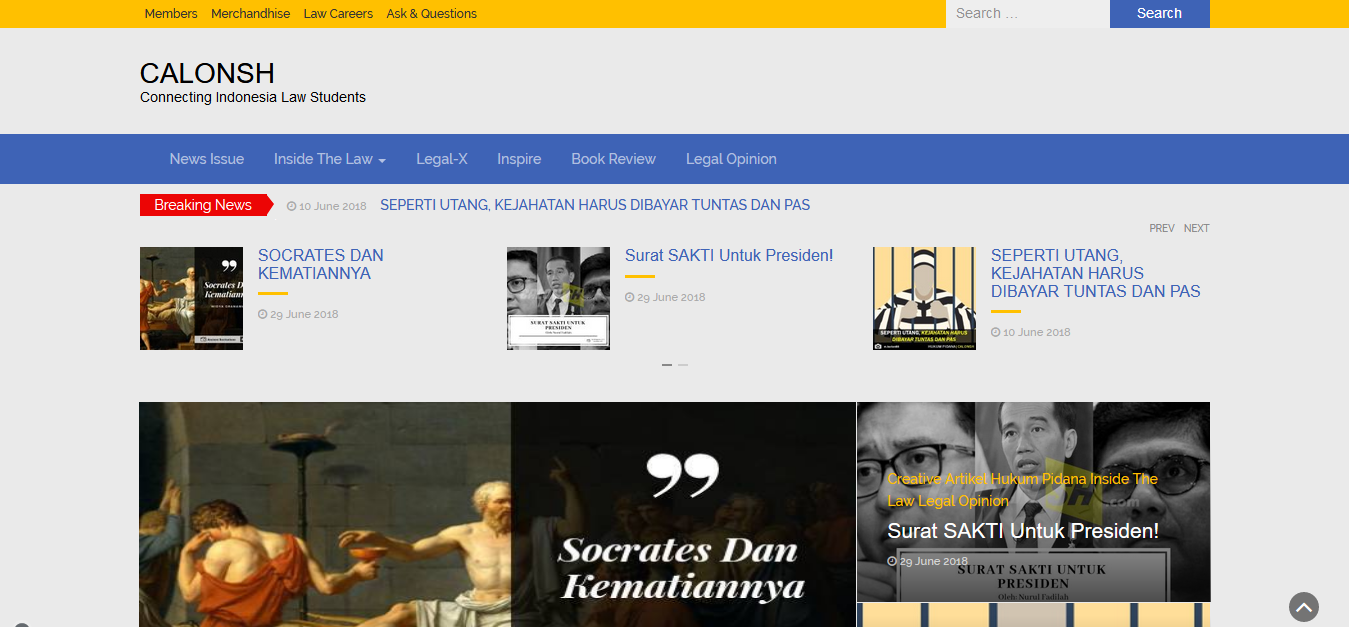 Members Merchandhise Law Careers Ask & Questions
Search …
Search
CALONSH
Connecting Indonesia Law Students
News Issue Inside The Law Legal-X Inspire Book Review Legal Opinion
Breaking News 10 June 2018 SEPERTI UTANG, KEJAHATAN HARUS DIBAYAR TUNTAS DAN PAS
PREV NEXT
SOCRATES DAN
KEMATIANNYA
29 June 2018
Surat SAKTI Untuk Presiden!
29 June 2018
SURAT SAKTI UNTUK
PRESIDEN
Oleh: Nurul Fadilah
SEPERTI UTANG,
KEJAHATAN HARUS
DIBAYAR TUNTAS DAN PAS
10 June 2018
SEPERTI UTANG, KEJAHATAN HARUS
DIBAYAR TUNTAS DAN PAS
Socrates Dan
Kematiannya
Creative Artikel Hukum Pidana Inside The
Law Legal Opinion
.com
Surat SAKTI Untuk Presiden!
29 June 2018
SURAT SAKTI UNTUK
PRESIDEN
Oleh: Nurul Fadilah